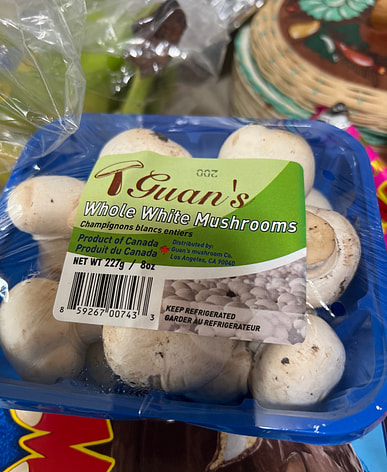 200
Guan's
Whole White Mushrooms
Champignons blancs entiers
Product of Canada
Produit du Canada
Distributed by:
Guan's mushroom Co.
Los Angeles, CA 90040
NET WT 227g / 8oz
8 59267 00743 3
KEEP REFRIGERATED
GARDER AU REFRIGERATEUR